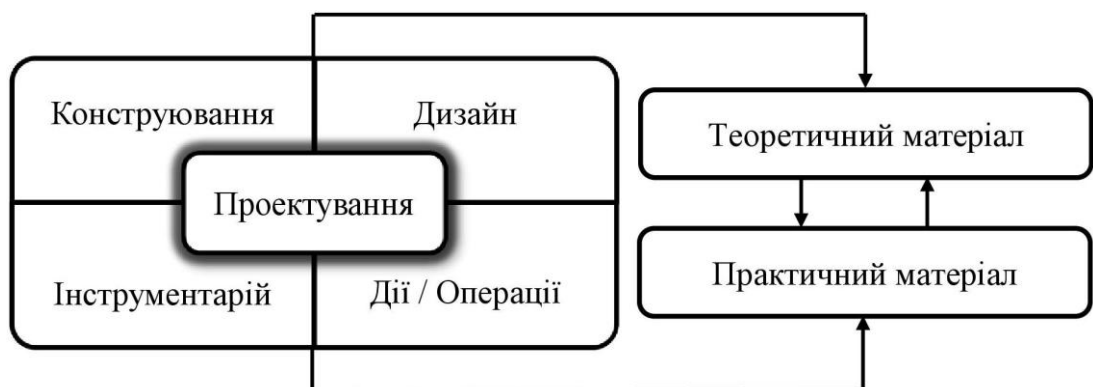 Конструювання
Дизайн
Проектування
Інструментарій
Дії / Операції
Теоретичний матеріал
Практичний матеріал